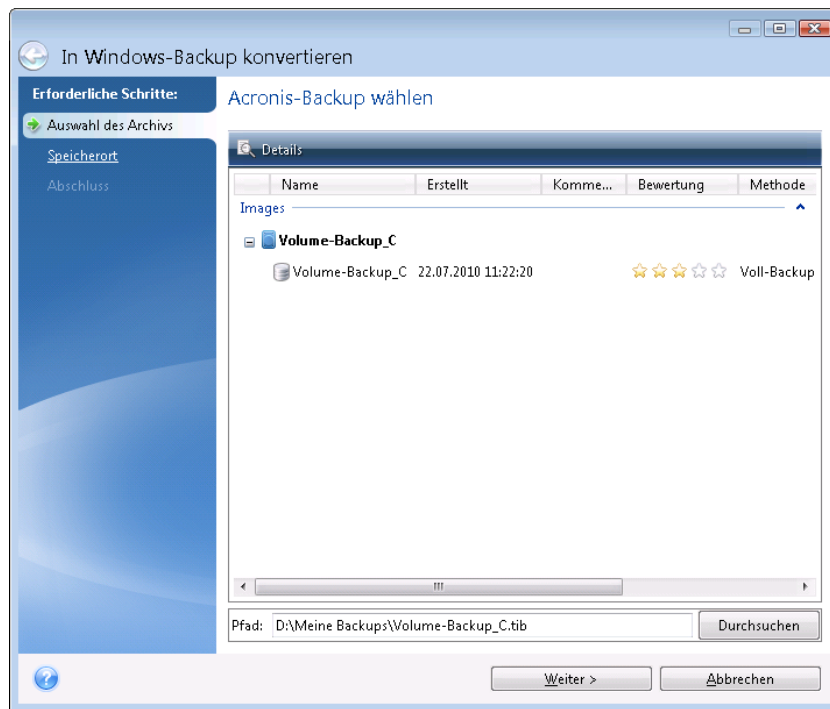 In Windows-Backup konvertieren
Erforderliche Schritte:
Auswahl des Archivs
Speicherort
Abschluss
Acronis-Backup wählen
Details
Name Erstellt Komme... Bewertung Methode
Images
Volume-Backup_C
Volume-Backup_C 22.07.2010 11:22:20 Voll-Backup
Pfad: D:\Meine Backups\Volume-Backup_C.tib Durchsuchen
Weiter > Abbrechen